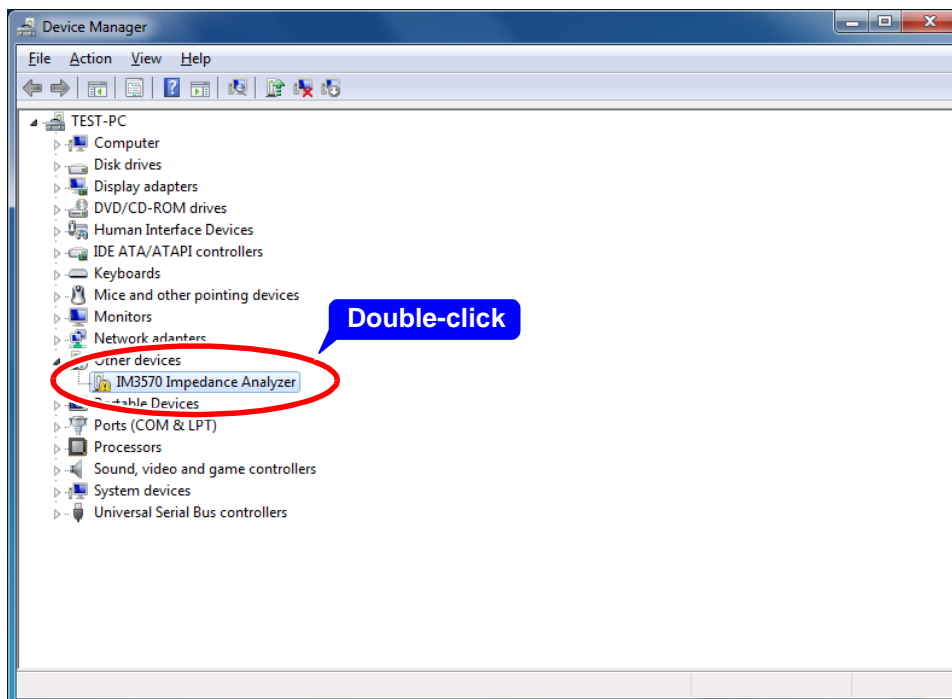 Device Manager
File Action View Help
TEST-PC
Computer
Disk drives
Display adapters
DVD/CD-ROM drives
Human Interface Devices
IDE ATA/ATAPI controllers
Keyboards
Mice and other pointing devices
Monitors
Double-click
Network adapters
Other devices
IM3570 Impedance Analyzer
Portable Devices
Ports (COM & LPT)
Processors
Sound, video and game controllers
System devices
Universal Serial Bus controllers